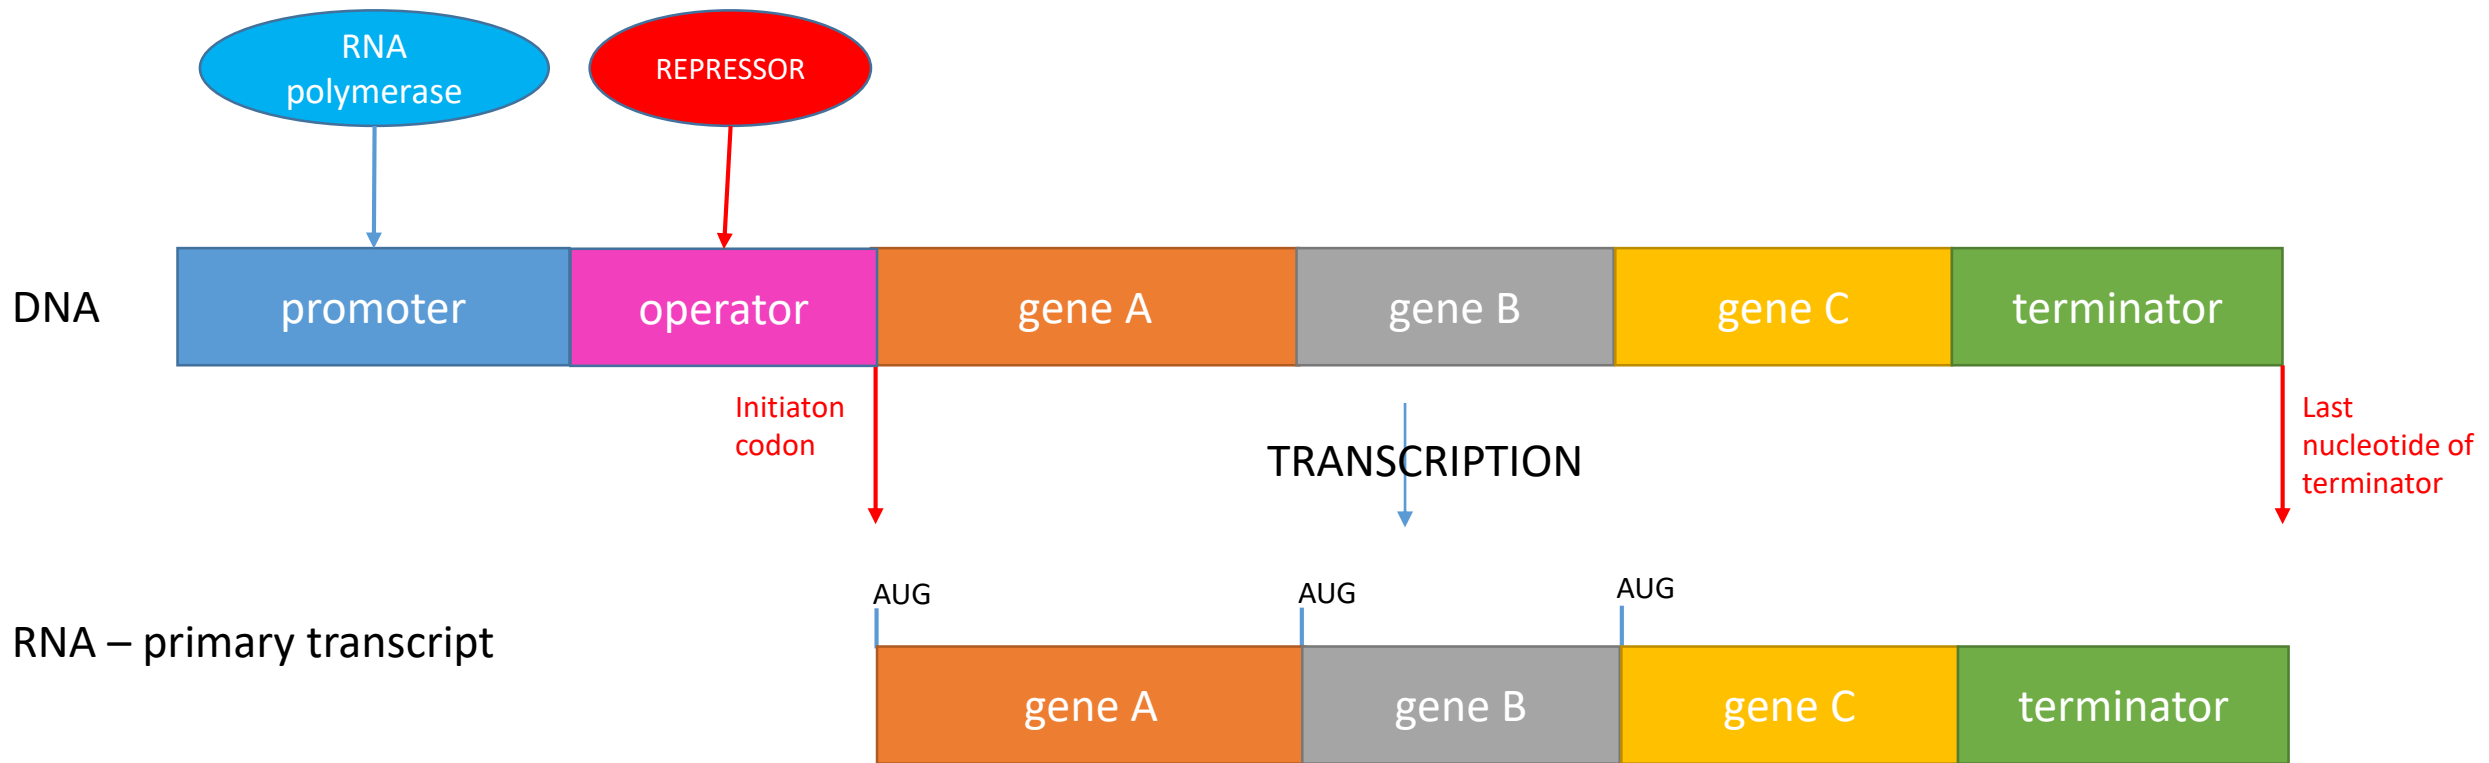 RNA
polymerase
REPRESSOR
DNA
promoter
operator
gene A
gene B
gene C
terminator
Initiaton
codon
TRANSCRIPTION
Last
nucleotide of
terminator
AUG
AUG
AUG
RNA – primary transcript
gene A
gene B
gene C
terminator